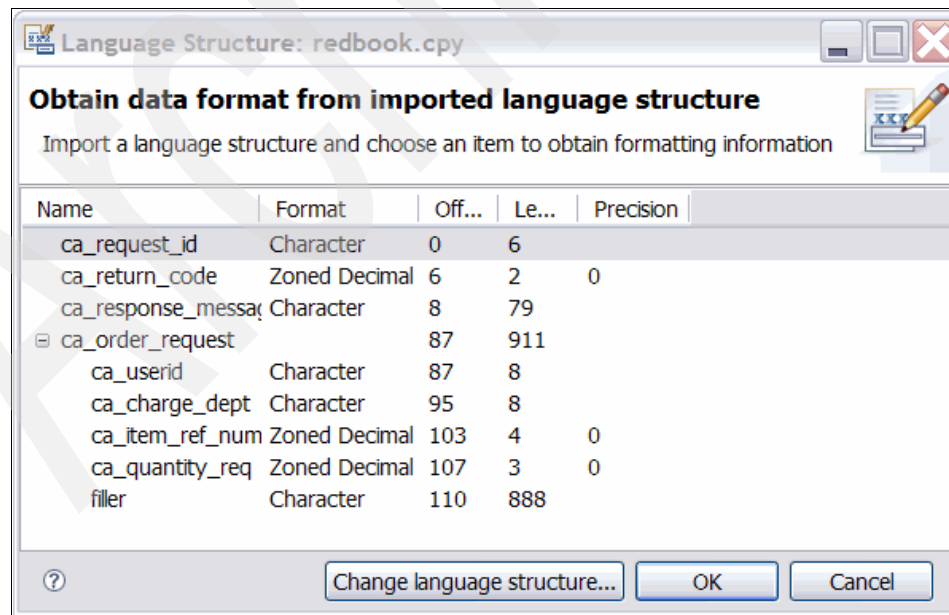 Language Structure: redbook.cpy
Obtain data format from imported language structure
Import a language structure and choose an item to obtain formatting information
Name Format Off... Le... Precision
ca_request_id Character 0 6
ca_return_code Zoned Decimal 6 2 0
ca_response_messag Character 8 79
ca_order_request 87 911
ca_userid Character 87 8
ca_charge_dept Character 95 8
ca_item_ref_num Zoned Decimal 103 4 0
ca_quantity_req Zoned Decimal 107 3 0
filler Character 110 888
Change language structure... OK Cancel